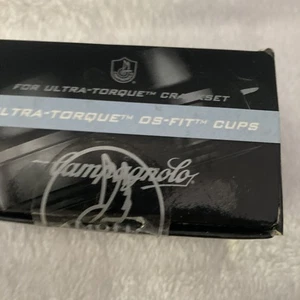 FOR ULTRA-TORQUE™ CRANKSET
ULTRA-TORQUE™ OS-FIT™ CUPS
Campagnolo